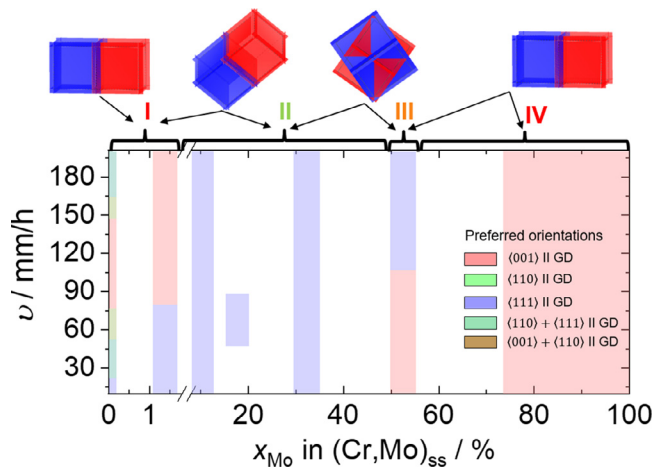 I II III IV
180
150
120
90
60
30
υ / mm/h
Preferred orientations
⟨001⟩ II GD
⟨110⟩ II GD
⟨111⟩ II GD
⟨110⟩ + ⟨111⟩ II GD
⟨001⟩ + ⟨110⟩ II GD
0 1 20 40 60 80 100
xMo in (Cr,Mo)ss / %